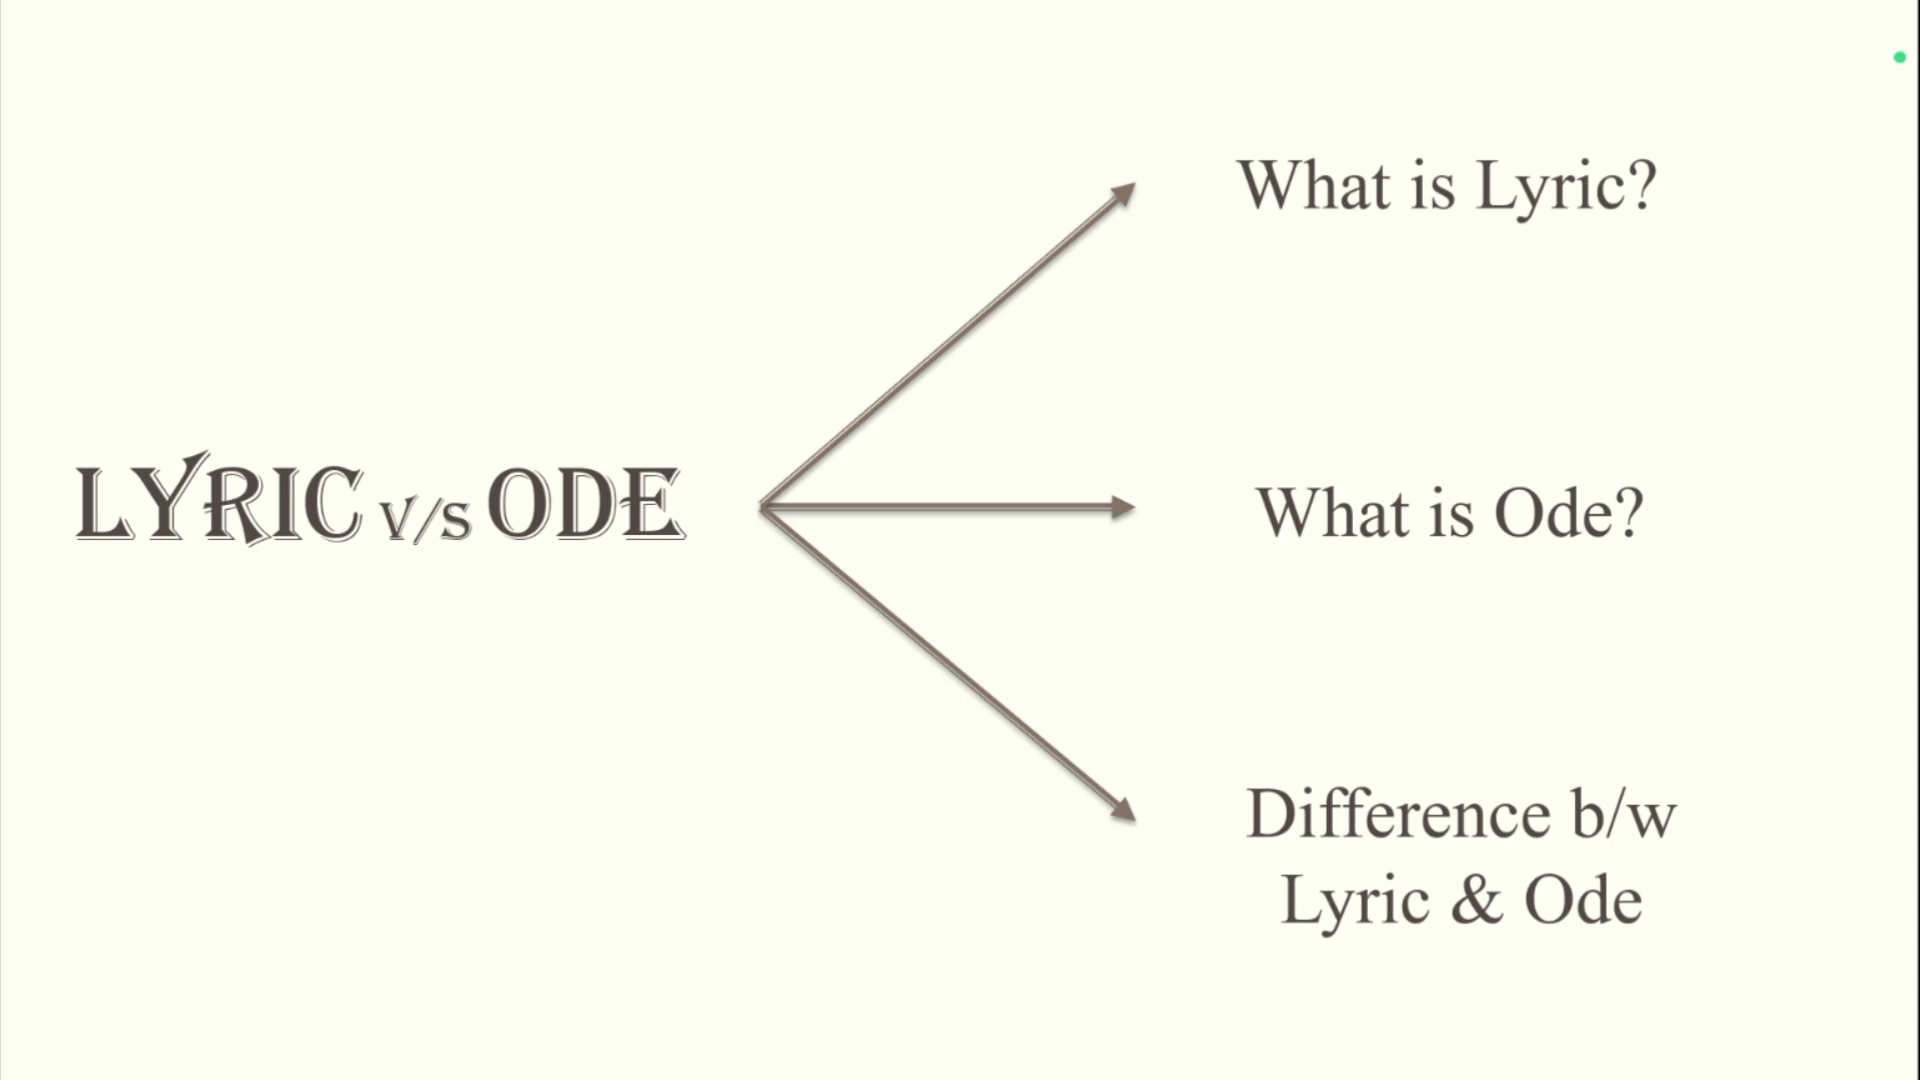 LYRIC V/S ODE
What is Lyric?
What is Ode?
Difference b/w
Lyric & Ode